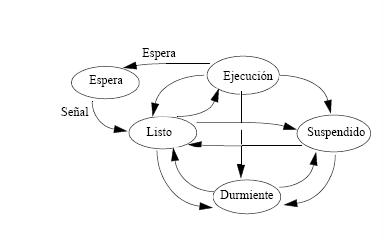 Espera
Ejecución
Espera
Señal
Listo
Suspendido
Durmiente